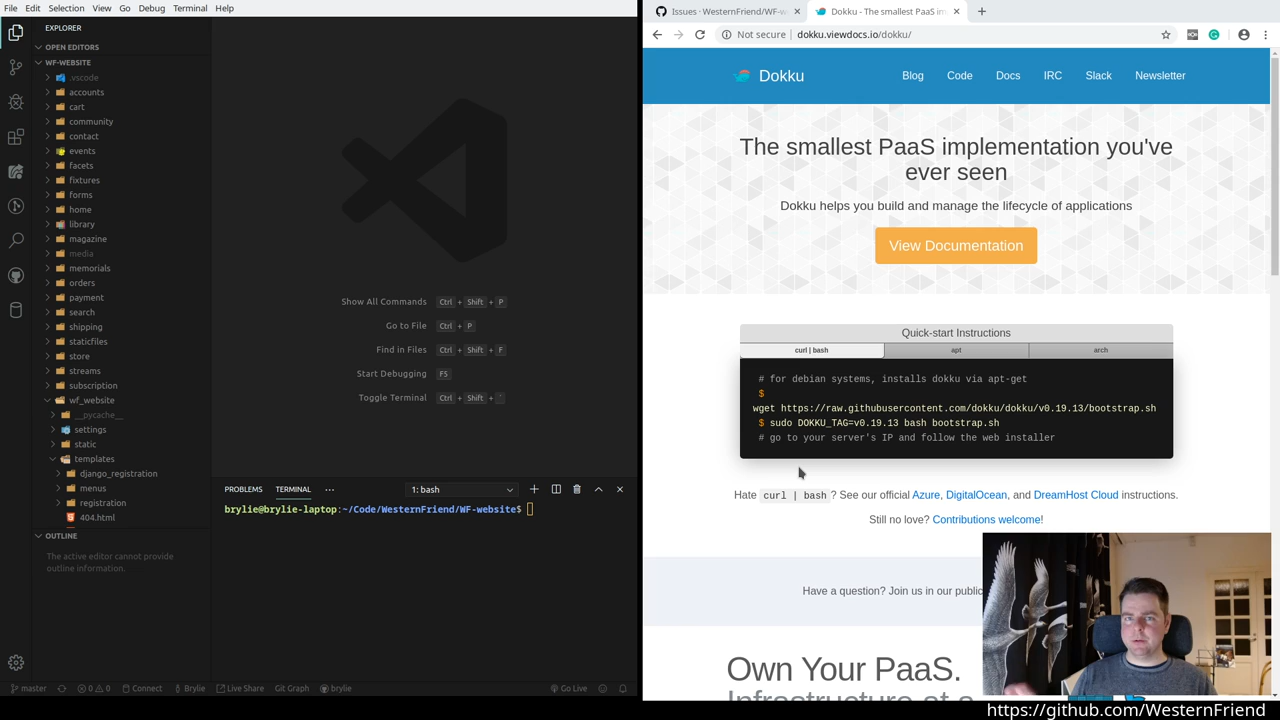 File Edit Selection View Go Debug Terminal Help
EXPLORER
OPEN EDITORS
WF-WEBSITE
.vscode
accounts
cart
community
contact
events
facets
fixtures
forms
home
library
magazine
media
memorials
orders
payment
search
shipping
staticfiles
store
streams
subscription
wf_website
__pycache__
settings
static
templates
django_registration
menus
registration
404.html
OUTLINE
The active editor cannot provide
outline information.
Show All Commands Ctrl + Shift + P
Go to File Ctrl + P
Find in Files Ctrl + Shift + F
Start Debugging F5
Toggle Terminal Ctrl + Shift + `
PROBLEMS TERMINAL ... 1: bash
brylie@brylie-laptop:~/Code/WesternFriend/WF-website$
master 0 0 Connect Brylie Live Share Git Graph brylie Go Live
Issues · WesternFriend/WF-w
Dokku - The smallest PaaS im
Not secure | dokku.viewdocs.io/dokku/
Dokku Blog Code Docs IRC Slack Newsletter
The smallest PaaS implementation you've
ever seen
Dokku helps you build and manage the lifecycle of applications
View Documentation
Quick-start Instructions
curl | bash apt arch
# for debian systems, installs dokku via apt-get
$
wget https://raw.githubusercontent.com/dokku/dokku/v0.19.13/bootstrap.sh
$ sudo DOKKU_TAG=v0.19.13 bash bootstrap.sh
# go to your server's IP and follow the web installer
Hate curl | bash ? See our official Azure, DigitalOcean, and DreamHost Cloud instructions.
Still no love? Contributions welcome!
Have a question? Join us in our public
Own Your PaaS.
Infrastructure at a
https://github.com/WesternFriend